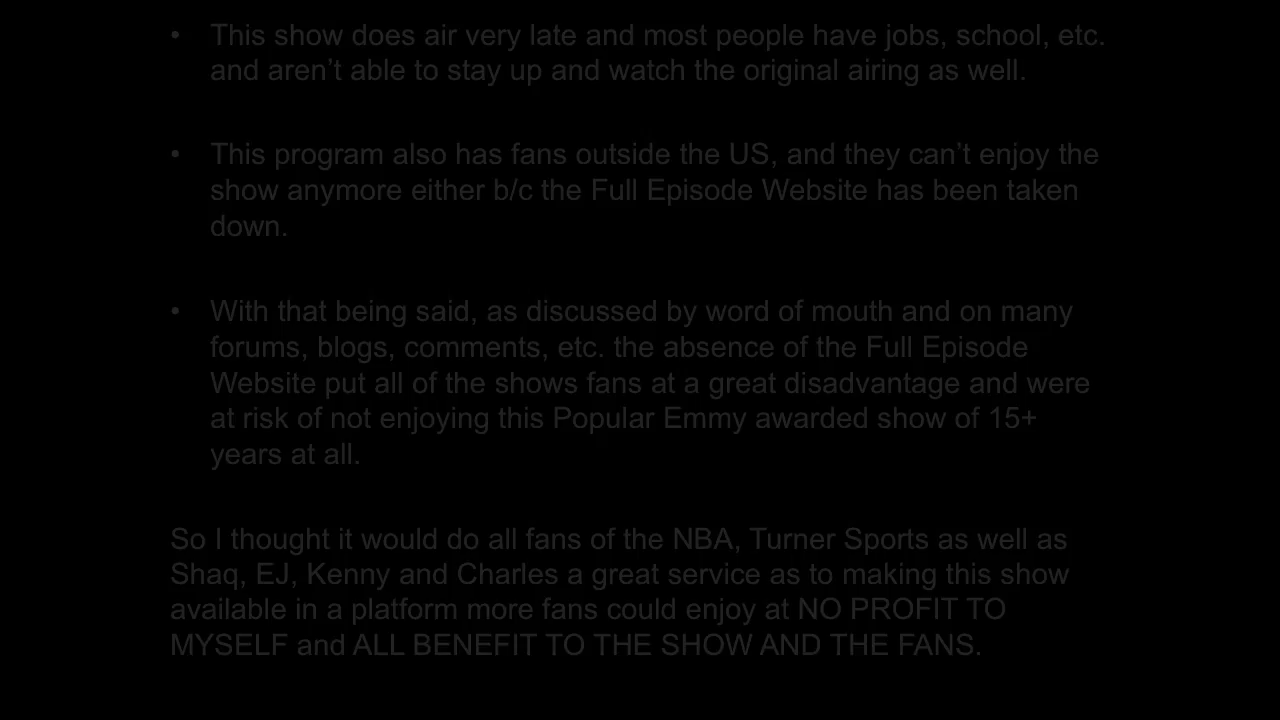 • This show does air very late and most people have jobs, school, etc.
and aren’t able to stay up and watch the original airing as well.
• This program also has fans outside the US, and they can’t enjoy the
show anymore either b/c the Full Episode Website has been taken
down.
• With that being said, as discussed by word of mouth and on many
forums, blogs, comments, etc. the absence of the Full Episode
Website put all of the shows fans at a great disadvantage and were
at risk of not enjoying this Popular Emmy awarded show of 15+
years at all.
So I thought it would do all fans of the NBA, Turner Sports as well as
Shaq, EJ, Kenny and Charles a great service as to making this show
available in a platform more fans could enjoy at NO PROFIT TO
MYSELF and ALL BENEFIT TO THE SHOW AND THE FANS.